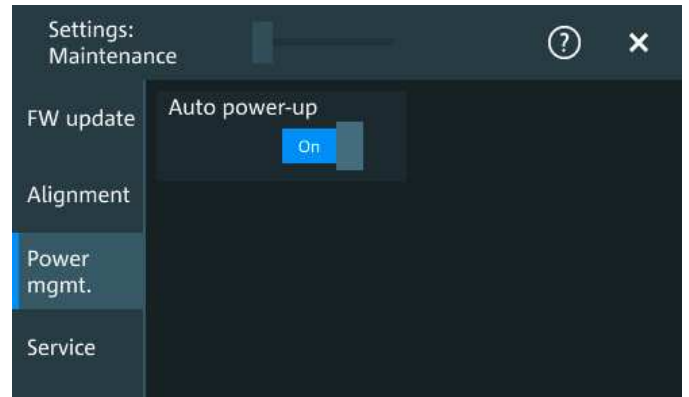 Settings:
Maintenance
?
FW update
Auto power-up
On
Alignment
Power
mgmt.
Service